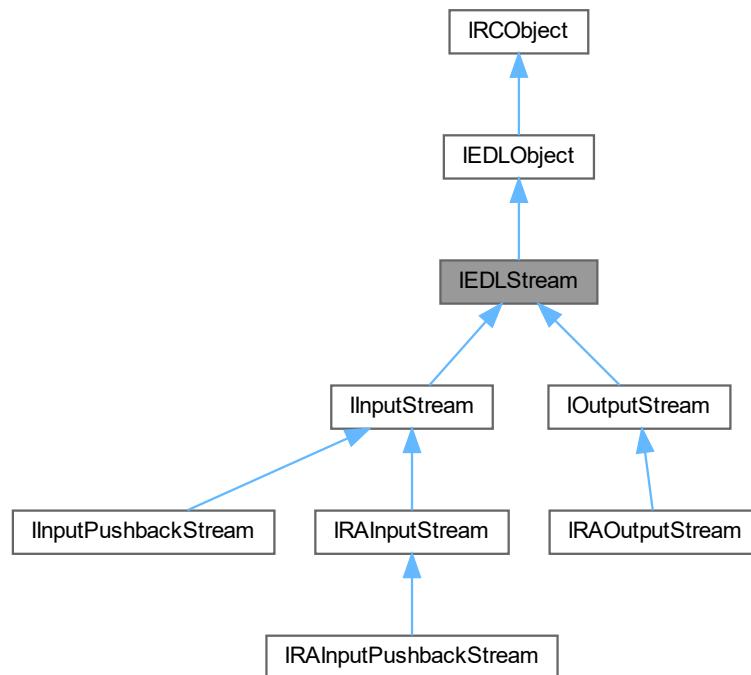 IRCObject
IEDLObject
IEDLStream
IInputStream
IOutputStream
IInputPushbackStream
IRAInputStream
IRAOutputStream
IRAInputPushbackStream